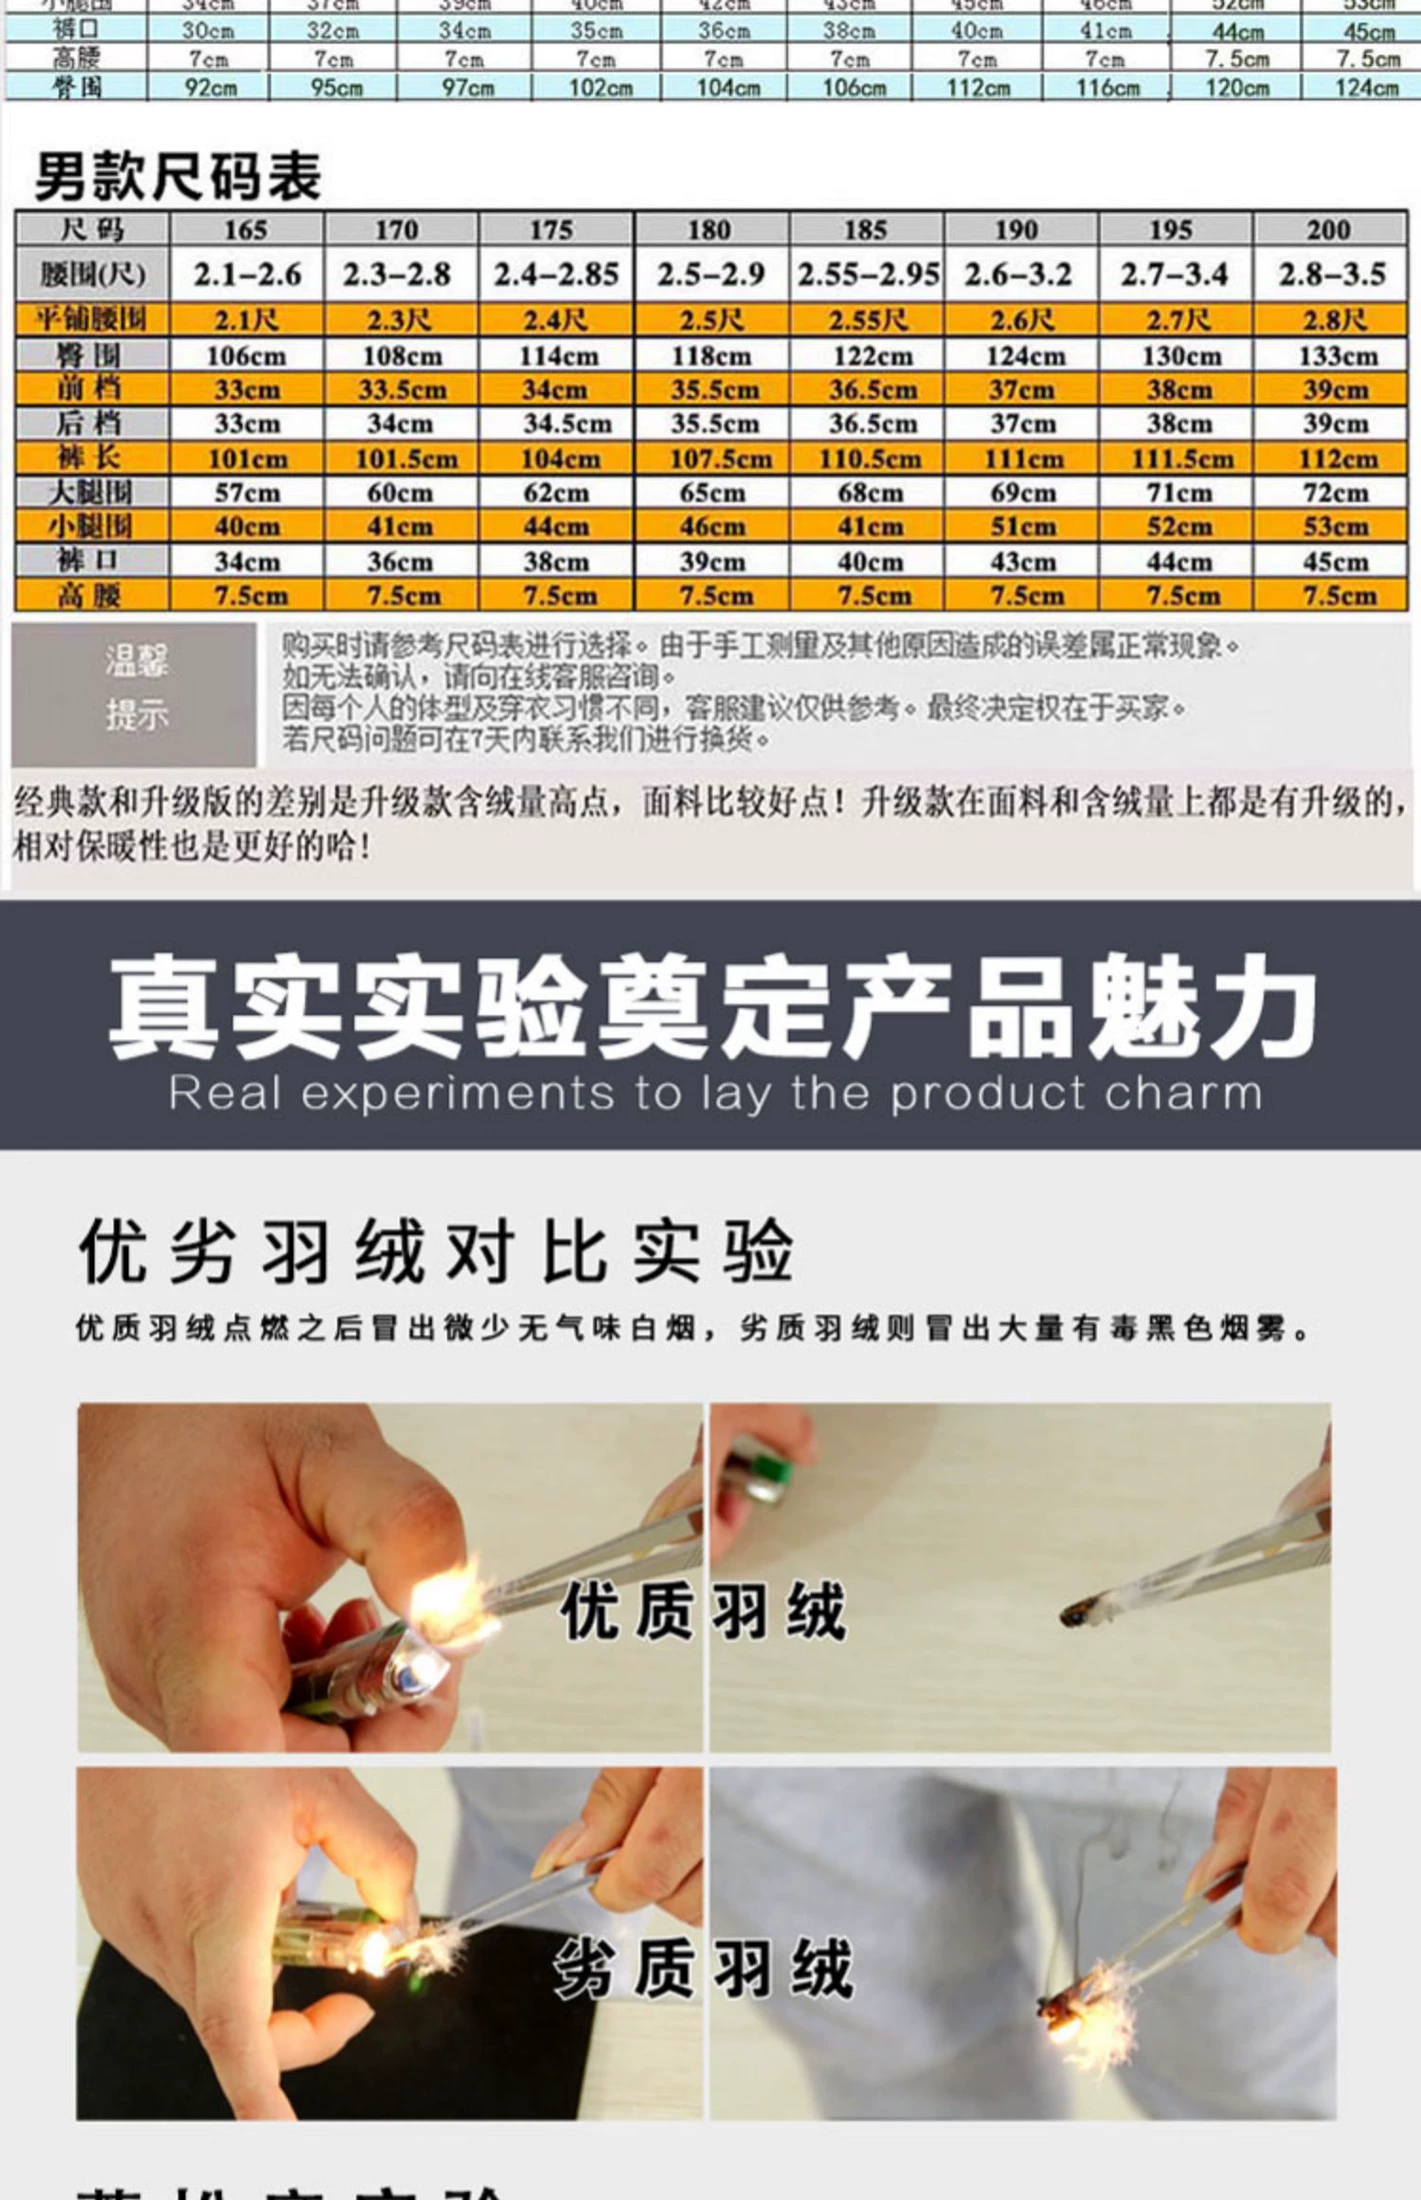 小腿围 34cm 37cm 39cm 40cm 42cm 43cm 45cm 46cm 52cm 53cm
裤口 30cm 32cm 34cm 35cm 36cm 38cm 40cm 41cm 44cm 45cm
高腰 7cm 7cm 7cm 7cm 7cm 7cm 7cm 7cm 7.5cm 7.5cm
臀围 92cm 95cm 97cm 102cm 104cm 106cm 112cm 116cm 120cm 124cm
男款尺码表
尺码 165 170 175 180 185 190 195 200
腰围(尺) 2.1-2.6 2.3-2.8 2.4-2.85 2.5-2.9 2.55-2.95 2.6-3.2 2.7-3.4 2.8-3.5
平铺腰围 2.1尺 2.3尺 2.4尺 2.5尺 2.55尺 2.6尺 2.7尺 2.8尺
臀围 106cm 108cm 114cm 118cm 122cm 124cm 130cm 133cm
前档 33cm 33.5cm 34cm 35.5cm 36.5cm 37cm 38cm 39cm
后档 33cm 34cm 34.5cm 35.5cm 36.5cm 37cm 38cm 39cm
裤长 101cm 101.5cm 104cm 107.5cm 110.5cm 111cm 111.5cm 112cm
大腿围 57cm 60cm 62cm 65cm 68cm 69cm 71cm 72cm
小腿围 40cm 41cm 44cm 46cm 41cm 51cm 52cm 53cm
裤口 34cm 36cm 38cm 39cm 40cm 43cm 44cm 45cm
高腰 7.5cm 7.5cm 7.5cm 7.5cm 7.5cm 7.5cm 7.5cm 7.5cm
温馨
提示
购买时请参考尺码表进行选择。由于手工测量及其他原因造成的误差属正常现象。
如无法确认，请向在线客服咨询。
因每个人的体型及穿衣习惯不同，客服建议仅供参考。最终决定权在于买家。
若尺码问题可在7天内联系我们进行换货。
经典款和升级版的差别是升级款含绒量高点，面料比较好点！升级款在面料和含绒量上都是有升级的，
相对保暖性也是更好的哈！
真实实验奠定产品魅力
Real experiments to lay the product charm
优劣羽绒对比实验
优质羽绒点燃之后冒出微少无气味白烟，劣质羽绒则冒出大量有毒黑色烟雾。
优质羽绒
劣质羽绒